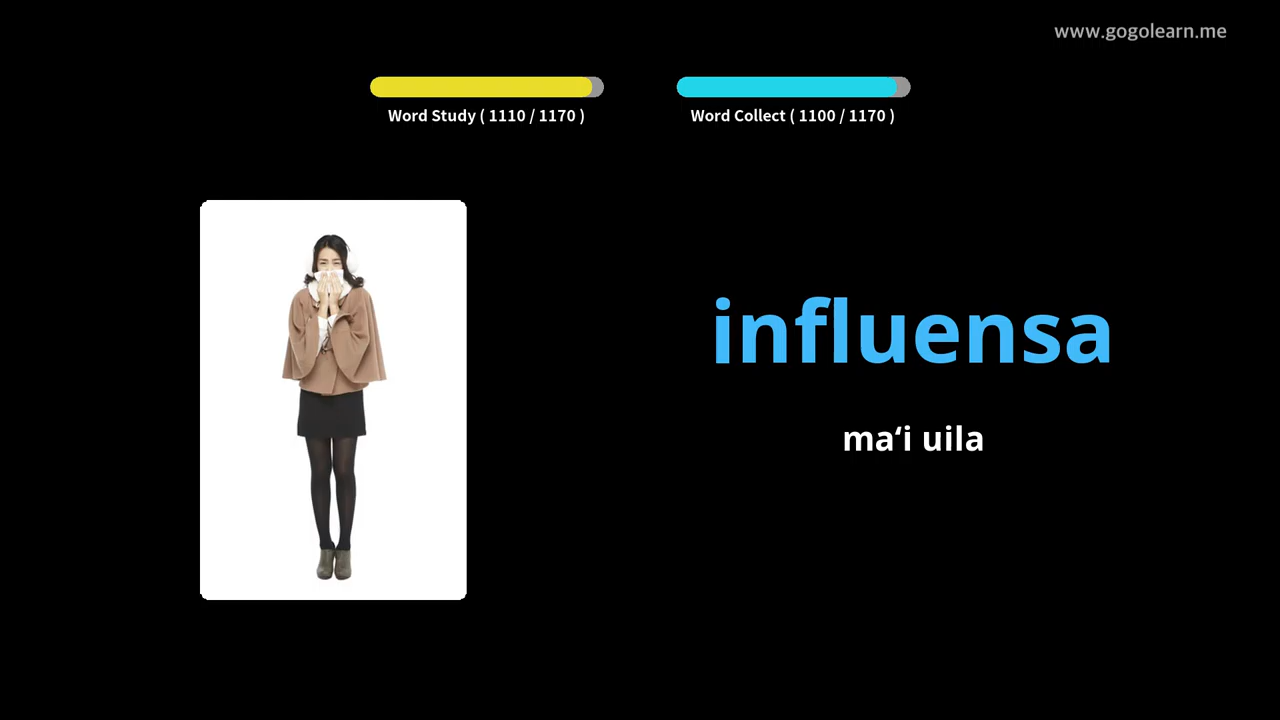 www.gogolearn.me
Word Study ( 1110 / 1170 )
Word Collect ( 1100 / 1170 )
influensa
ma‘i uila